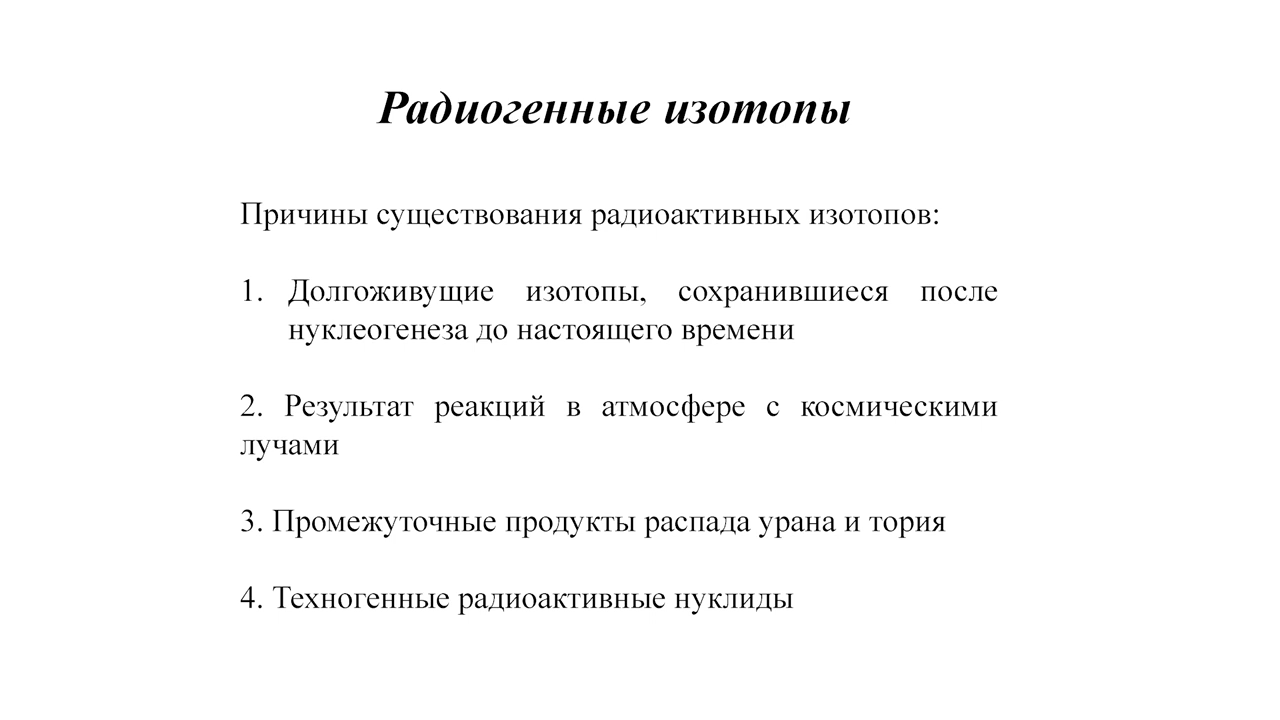 Радиогенные изотопы
Причины существования радиоактивных изотопов:
1. Долгоживущие изотопы, сохранившиеся после
нуклеогенеза до настоящего времени
2. Результат реакций в атмосфере с космическими
лучами
3. Промежуточные продукты распада урана и тория
4. Техногенные радиоактивные нуклиды